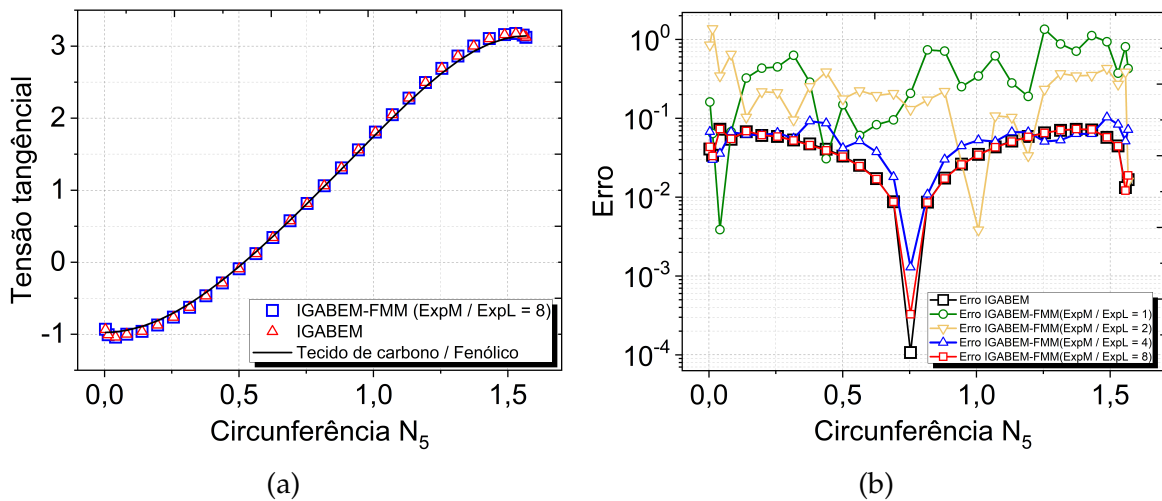 Tensão tangêncial
3
2
1
0
-1
0,0
0,5
1,0
1,5
IGABEM-FMM (ExpM / ExpL = 8)
IGABEM
Tecido de carbono / Fenólico
Circunferência N5
(a)
Erro
10^0
10^-1
10^-2
10^-3
10^-4
0,0
0,5
1,0
1,5
Erro IGABEM
Erro IGABEM-FMM(ExpM / ExpL = 1)
Erro IGABEM-FMM(ExpM / ExpL = 2)
Erro IGABEM-FMM(ExpM / ExpL = 4)
Erro IGABEM-FMM(ExpM / ExpL = 8)
Circunferência N5
(b)